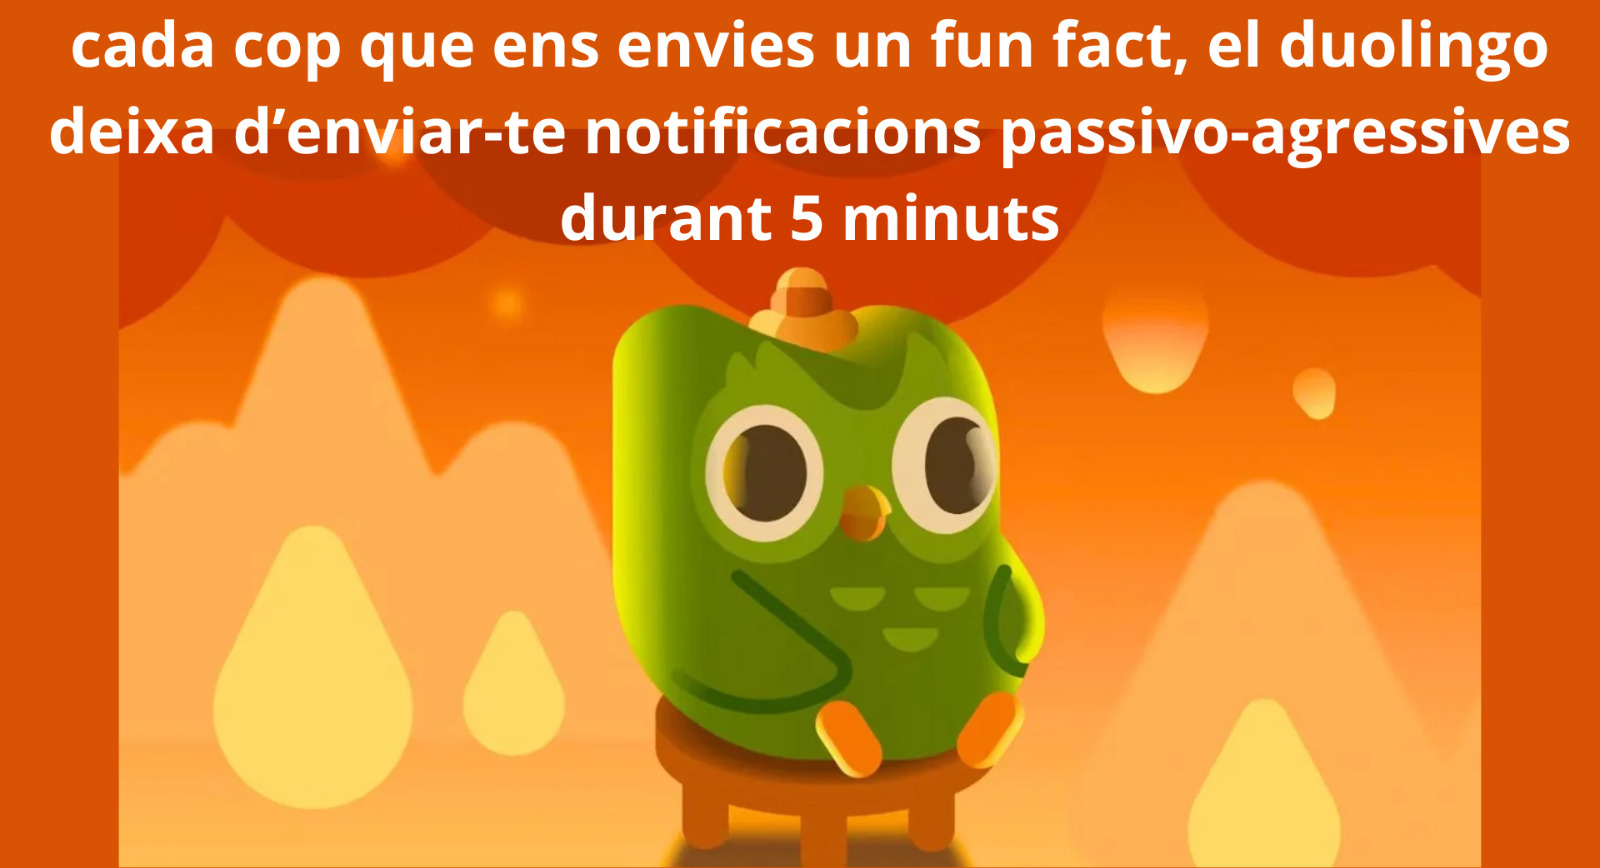 cada cop que ens envies un fun fact, el duolingo
deixa d’enviar-te notificacions passivo-agressives
durant 5 minuts